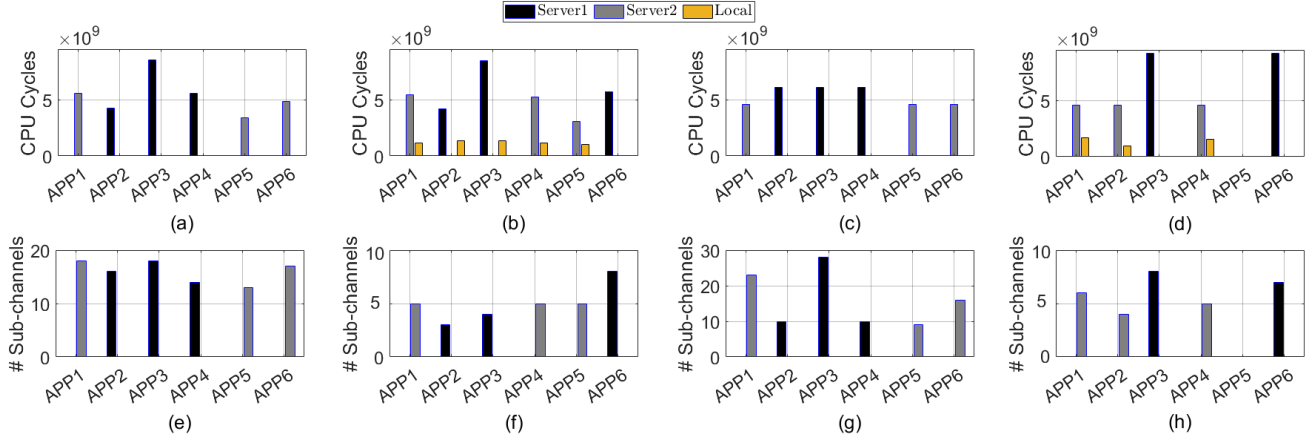 Server1 Server2 Local
×10⁹
CPU Cycles
5
0
APP1 APP2 APP3 APP4 APP5 APP6
(a)
×10⁹
CPU Cycles
5
0
APP1 APP2 APP3 APP4 APP5 APP6
(b)
×10⁹
CPU Cycles
5
0
APP1 APP2 APP3 APP4 APP5 APP6
(c)
×10⁹
CPU Cycles
5
0
APP1 APP2 APP3 APP4 APP5 APP6
(d)
# Sub-channels
20
10
0
APP1 APP2 APP3 APP4 APP5 APP6
(e)
# Sub-channels
10
5
0
APP1 APP2 APP3 APP4 APP5 APP6
(f)
# Sub-channels
30
20
10
0
APP1 APP2 APP3 APP4 APP5 APP6
(g)
# Sub-channels
10
5
0
APP1 APP2 APP3 APP4 APP5 APP6
(h)